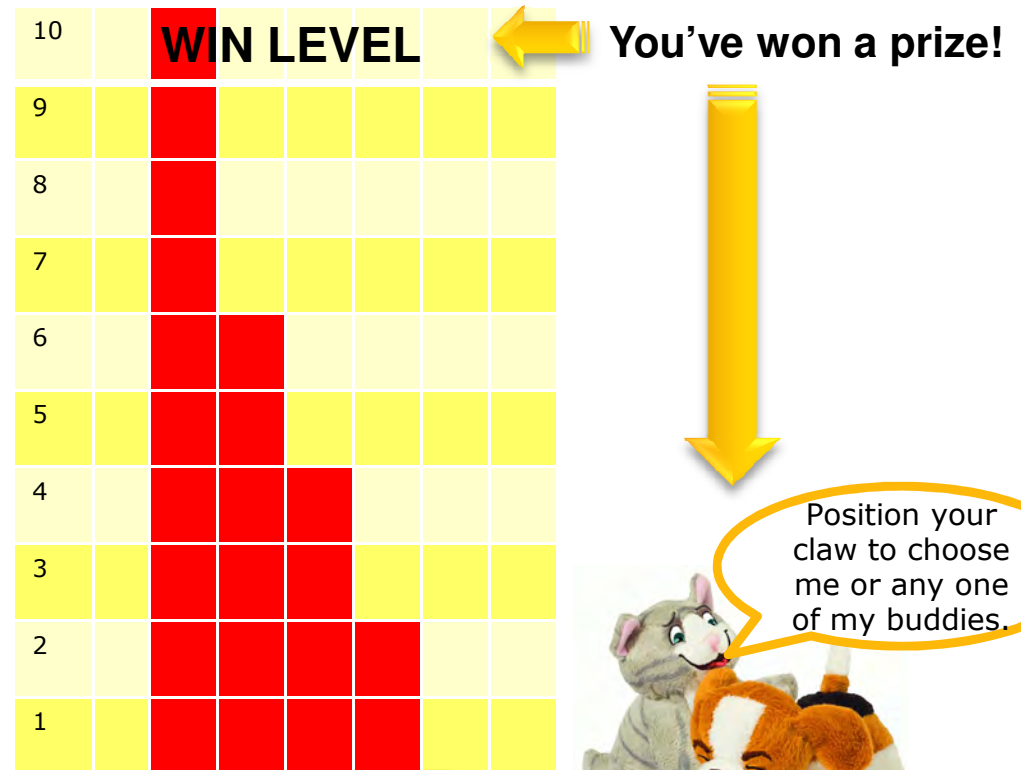 10
WIN LEVEL
You’ve won a prize!
9
8
7
6
5
4
3
2
1
Position your
claw to choose
me or any one
of my buddies.